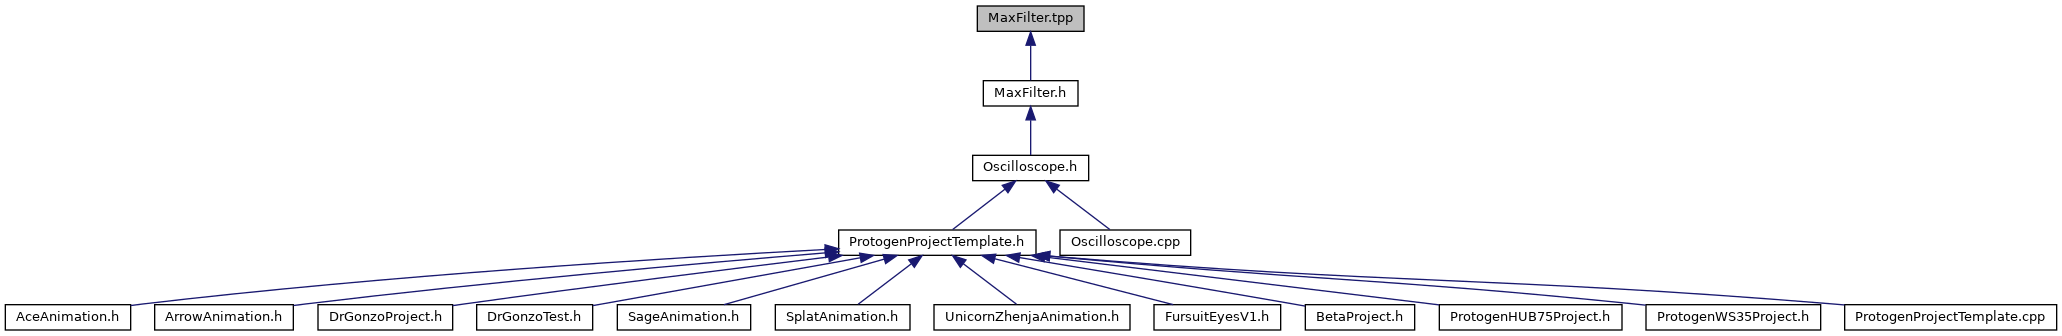 MaxFilter.tpp
MaxFilter.h
Oscilloscope.h
ProtogenProjectTemplate.h
Oscilloscope.cpp
AceAnimation.h
ArrowAnimation.h
DrGonzoProject.h
DrGonzoTest.h
SageAnimation.h
SplatAnimation.h
UnicornZhenjaAnimation.h
FursuitEyesV1.h
BetaProject.h
ProtogenHUB75Project.h
ProtogenWS35Project.h
ProtogenProjectTemplate.cpp